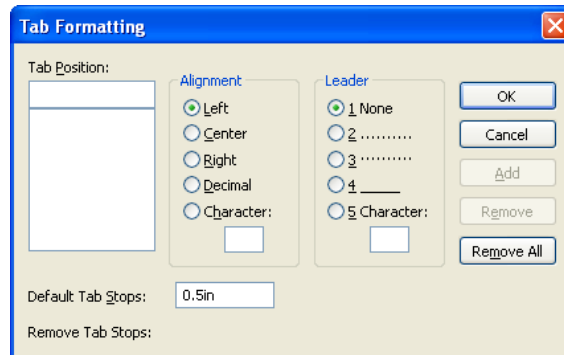 Tab Formatting
Tab Position:
Alignment
Left
Center
Right
Decimal
Character:
Leader
1 None
2 ..........
3 ··········
4 _____
5 Character:
OK
Cancel
Add
Remove
Remove All
Default Tab Stops:
0.5in
Remove Tab Stops: